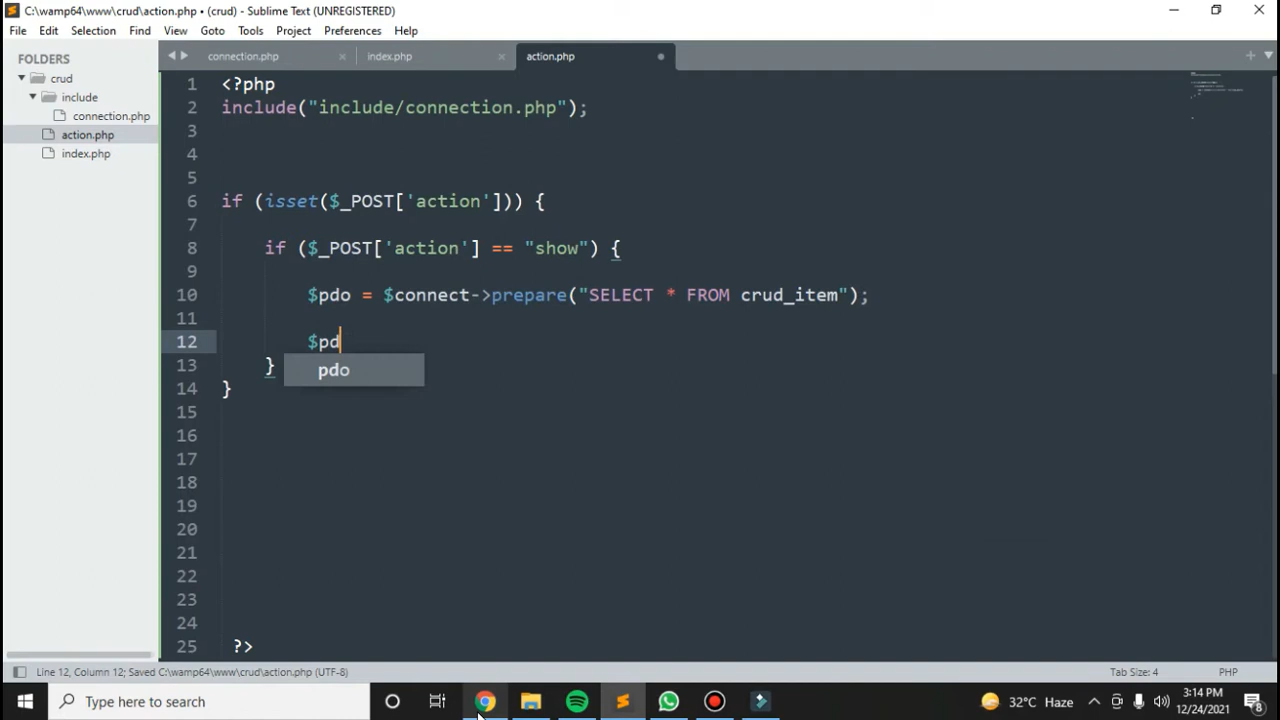 C:\wamp64\www\crud\action.php • (crud) - Sublime Text (UNREGISTERED)
File Edit Selection Find View Goto Tools Project Preferences Help
FOLDERS
crud
include
connection.php
action.php
index.php
connection.php × index.php × action.php
1 <?php
2 include("include/connection.php");
3
4
5
6 if (isset($_POST['action'])) {
7
8 if ($_POST['action'] == "show") {
9
10 $pdo = $connect->prepare("SELECT * FROM crud_item");
11
12 $pd
13 }
pdo
14 }
15
16
17
18
19
20
21
22
23
24
25 ?>
Line 12, Column 12; Saved C:\wamp64\www\crud\action.php (UTF-8) Tab Size: 4 PHP
Type here to search 32°C Haze 3:14 PM
12/24/2021 8